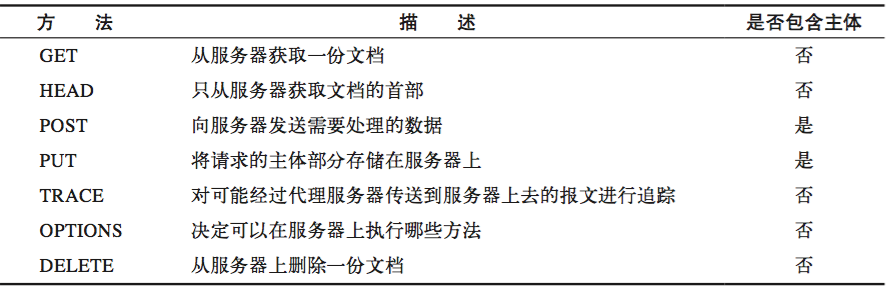 方 法 描 述 是否包含主体
GET 从服务器获取一份文档 否
HEAD 只从服务器获取文档的首部 否
POST 向服务器发送需要处理的数据 是
PUT 将请求的主体部分存储在服务器上 是
TRACE 对可能经过代理服务器传送到服务器上去的报文进行追踪 否
OPTIONS 决定可以在服务器上执行哪些方法 否
DELETE 从服务器上删除一份文档 否